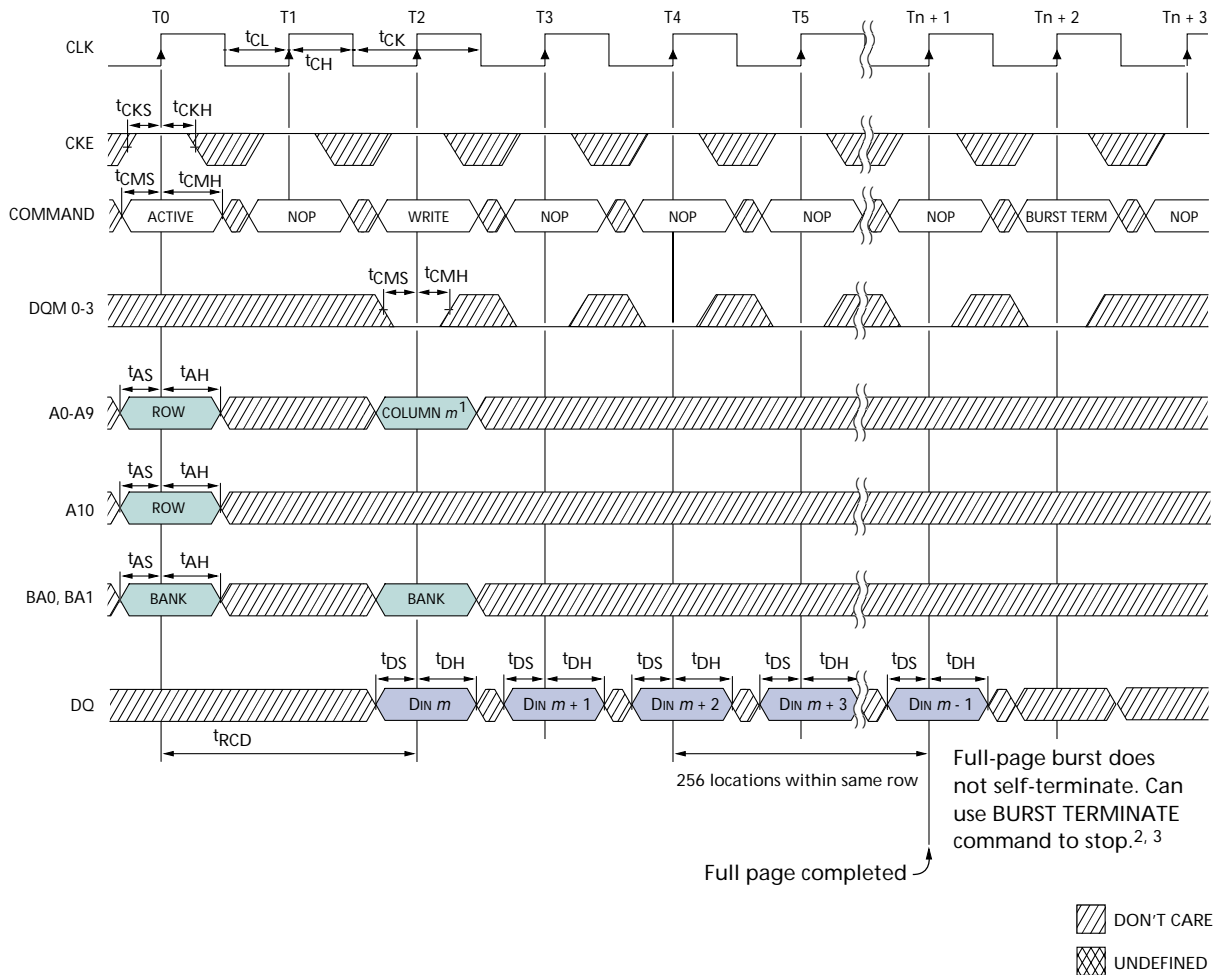 T0 T1 T2 T3 T4 T5 Tn + 1 Tn + 2 Tn + 3
CLK
tCL tCK
tCH
tCKS tCKH
CKE
tCMS tCMH
COMMAND ACTIVE NOP WRITE NOP NOP NOP NOP BURST TERM NOP
tCMS tCMH
DQM 0-3
tAS tAH
A0-A9 ROW COLUMN m1
tAS tAH
A10 ROW
tAS tAH
BA0, BA1 BANK BANK
tDS tDH tDS tDH tDS tDH tDS tDH tDS tDH
DQ DIN m DIN m + 1 DIN m + 2 DIN m + 3 DIN m - 1
tRCD
256 locations within same row
Full-page burst does
not self-terminate. Can
use BURST TERMINATE
command to stop.2, 3
Full page completed
DON'T CARE
UNDEFINED